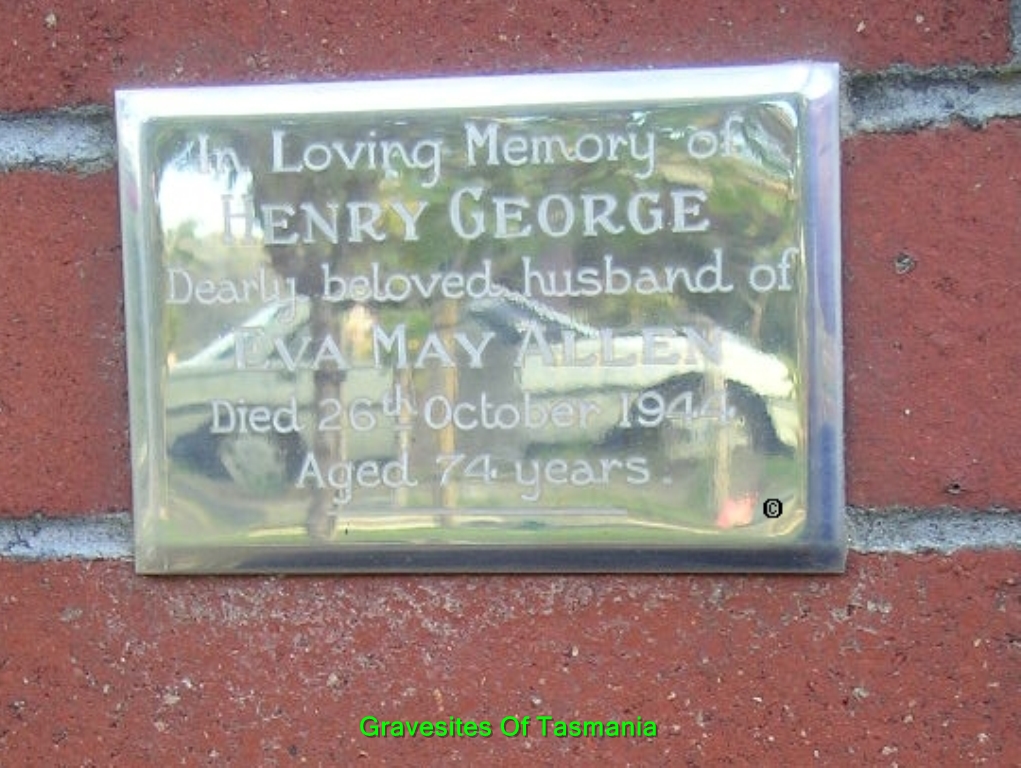 In Loving Memory of
HENRY GEORGE
Dearly beloved husband of
EVA MAY ALLEN
Died 26th October 1944.
Aged 74 years.
©
Gravesites Of Tasmania